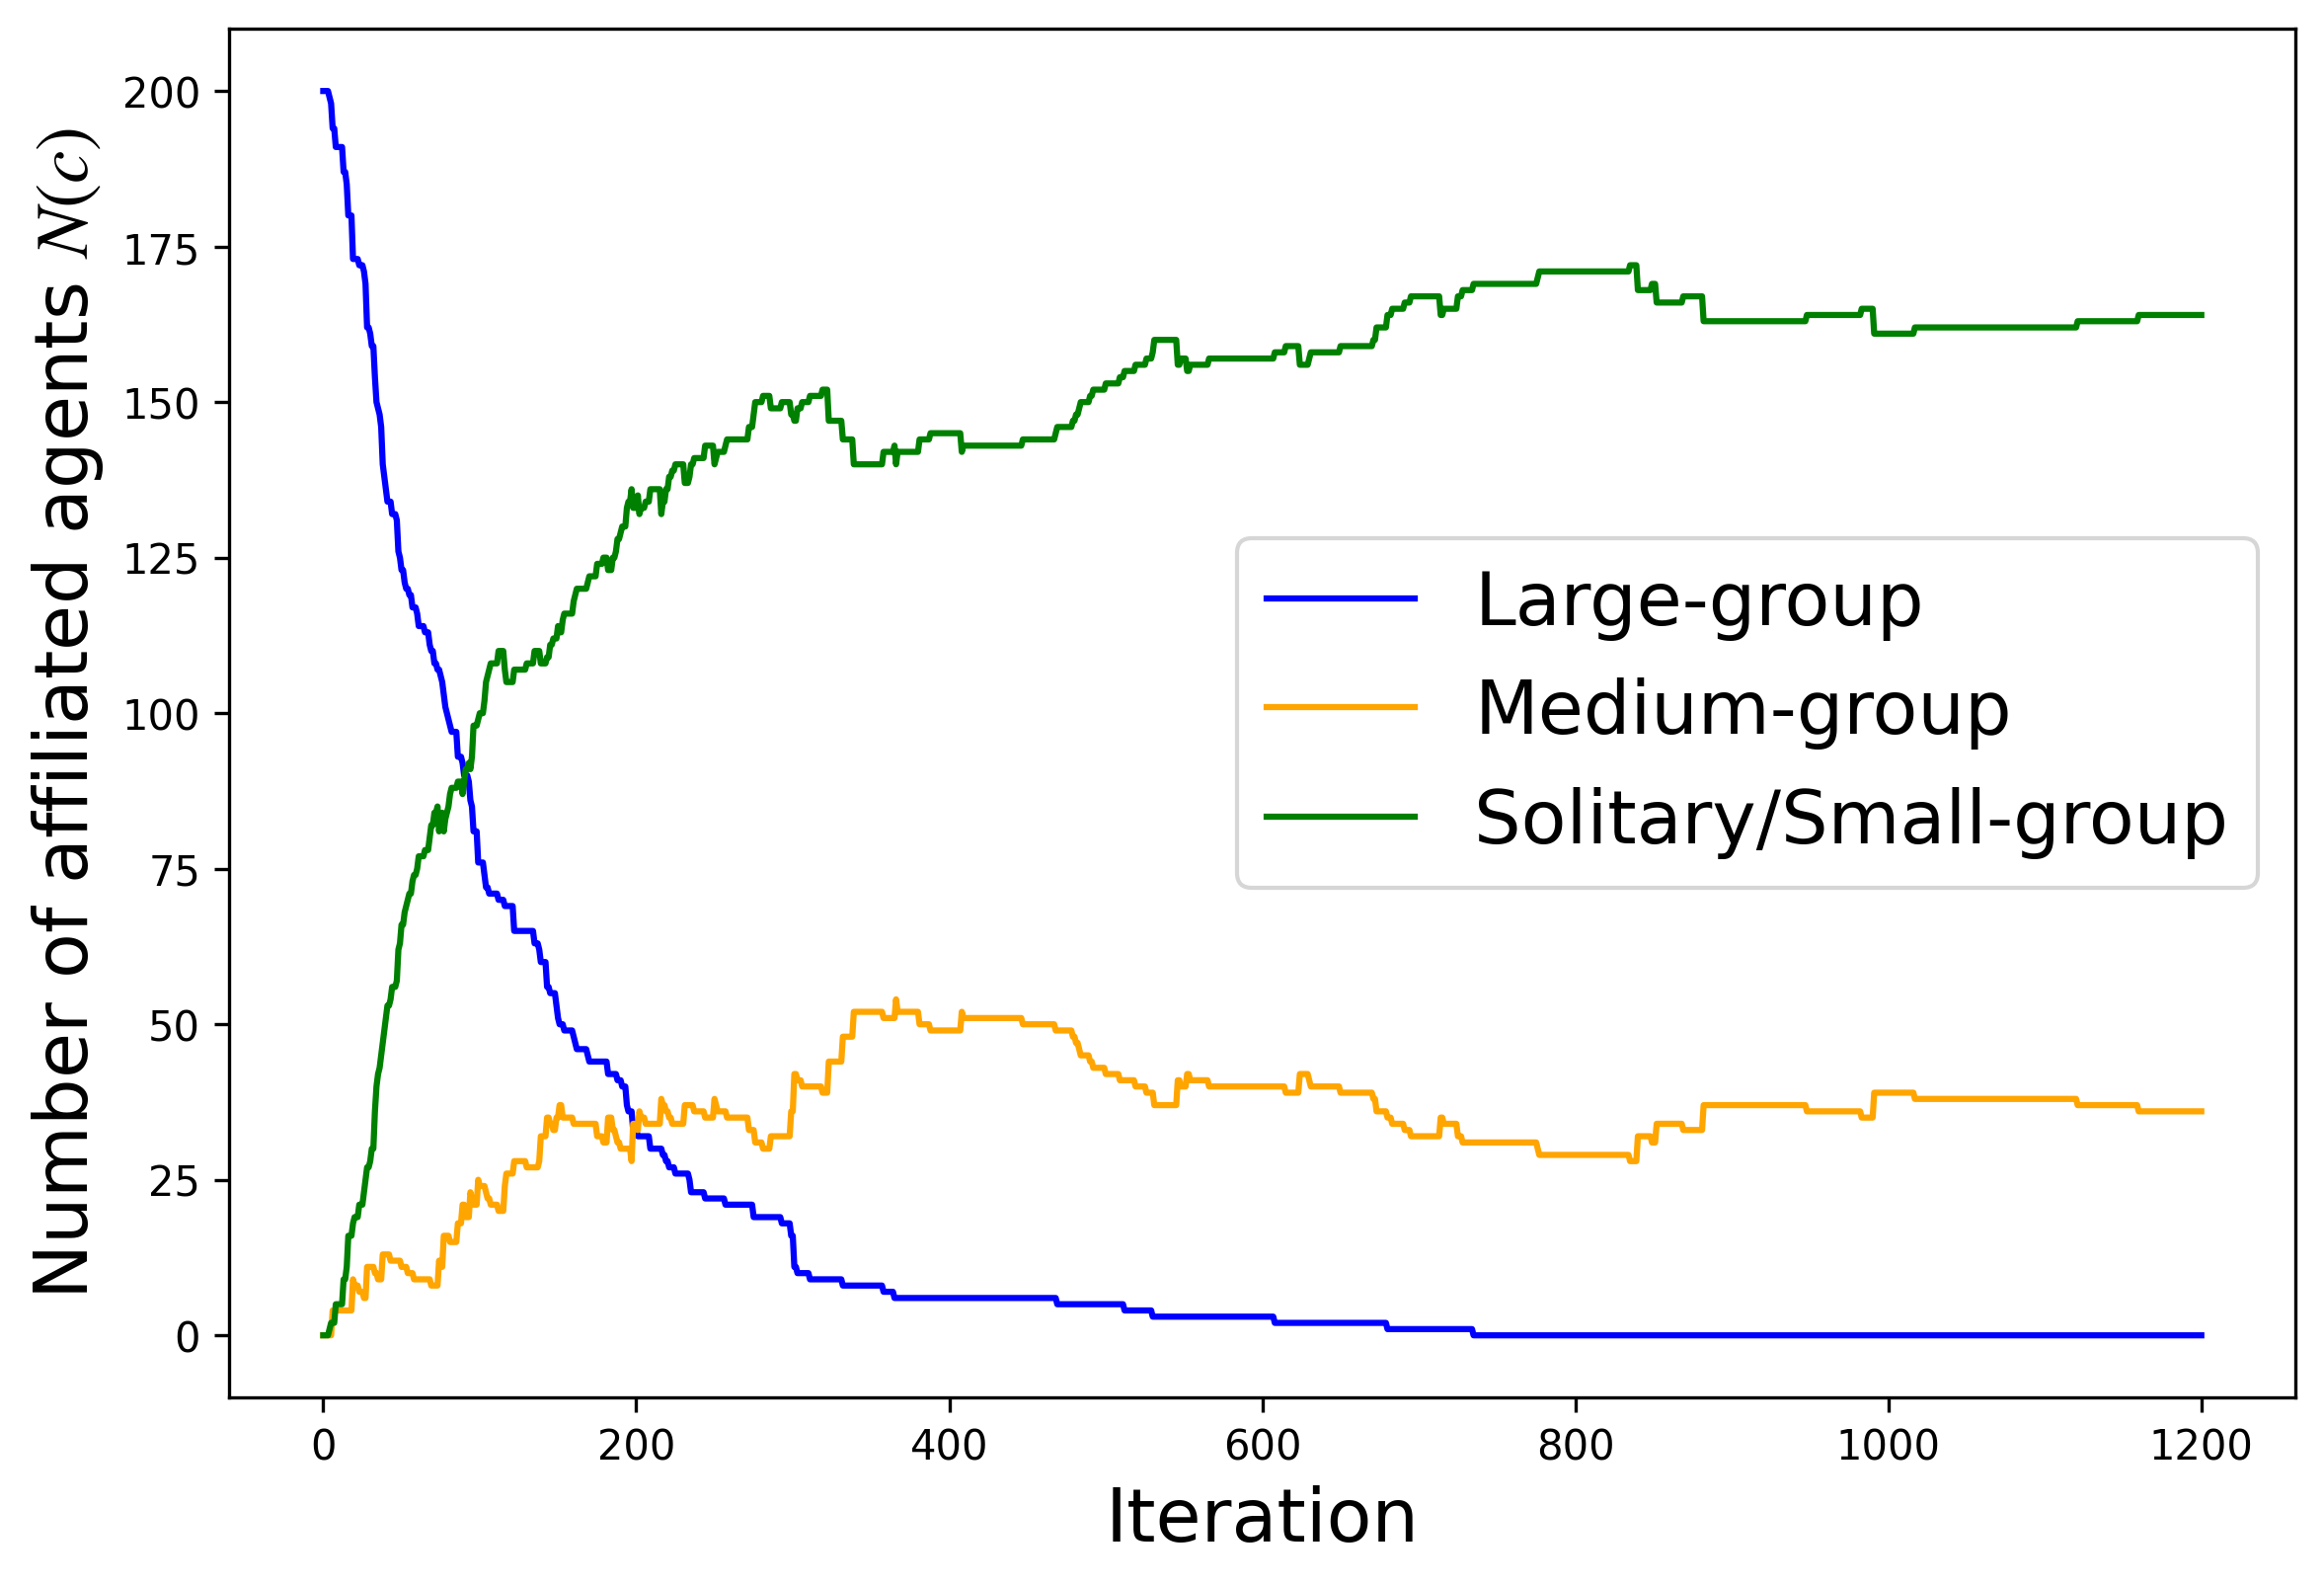 Number of affiliated agents N(c)
200
175
150
125
100
75
50
25
0
Large-group
Medium-group
Solitary/Small-group
0 200 400 600 800 1000 1200
Iteration